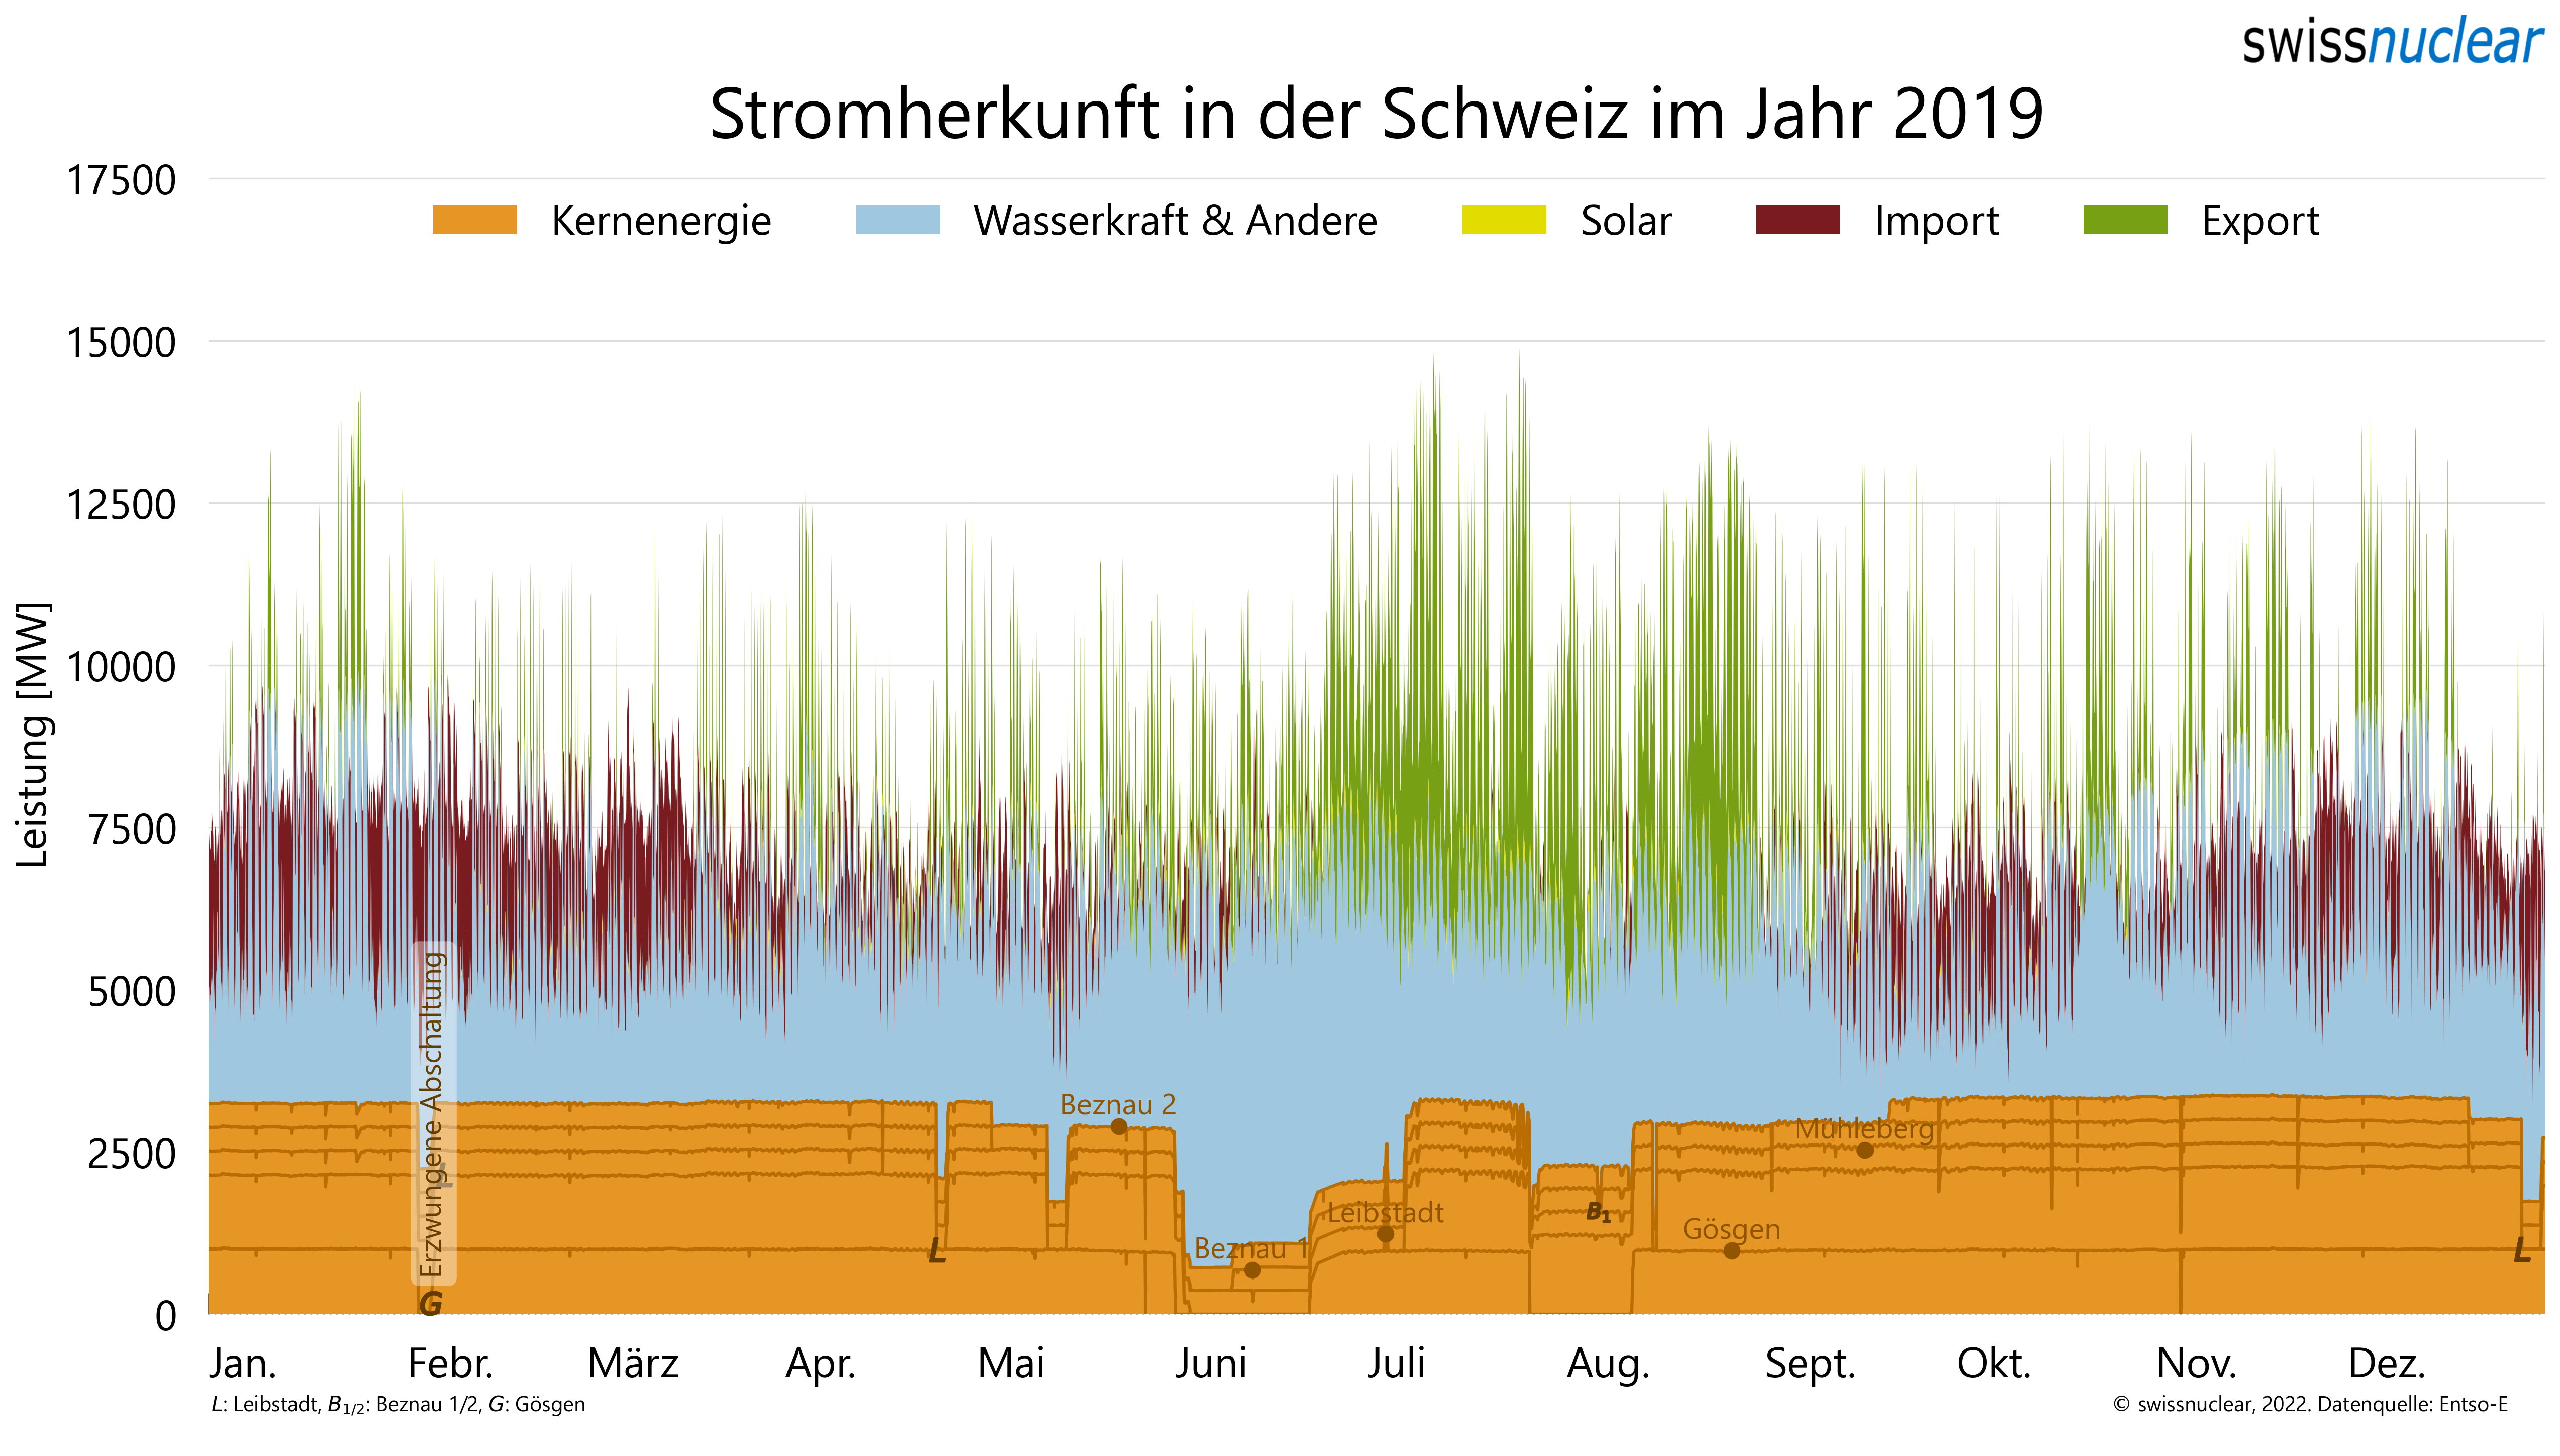 swissnuclear
Stromherkunft in der Schweiz im Jahr 2019
Kernenergie Wasserkraft & Andere Solar Import Export
Leistung [MW]
17500
15000
12500
10000
7500
5000
2500
0
Erzwungene Abschaltung
L
G
L
Beznau 2
Beznau 1
Leibstadt
B1
Gösgen
Mühleberg
L
Jan. Febr. März Apr. Mai Juni Juli Aug. Sept. Okt. Nov. Dez.
L: Leibstadt, B1/2: Beznau 1/2, G: Gösgen
© swissnuclear, 2022. Datenquelle: Entso-E